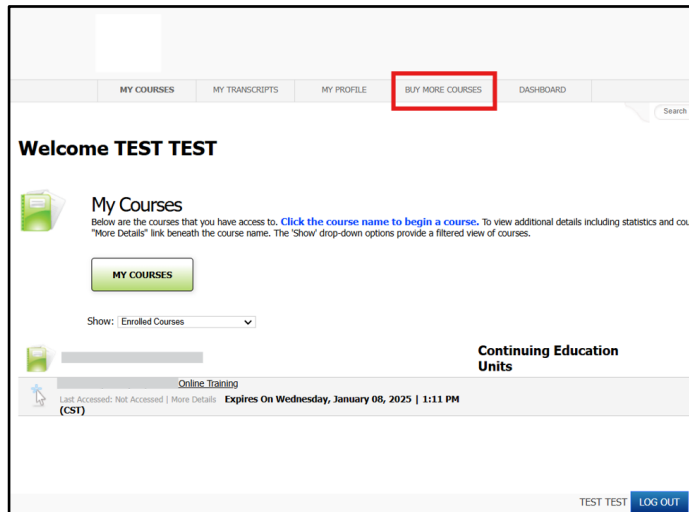 MY COURSES MY TRANSCRIPTS MY PROFILE BUY MORE COURSES DASHBOARD
Search
Welcome TEST TEST
My Courses
Below are the courses that you have access to. Click the course name to begin a course. To view additional details including statistics and cou
"More Details" link beneath the course name. The 'Show' drop-down options provide a filtered view of courses.
MY COURSES
Show: Enrolled Courses
Continuing Education
Units
Online Training
Last Accessed: Not Accessed | More Details Expires On Wednesday, January 08, 2025 | 1:11 PM
(CST)
TEST TEST LOG OUT